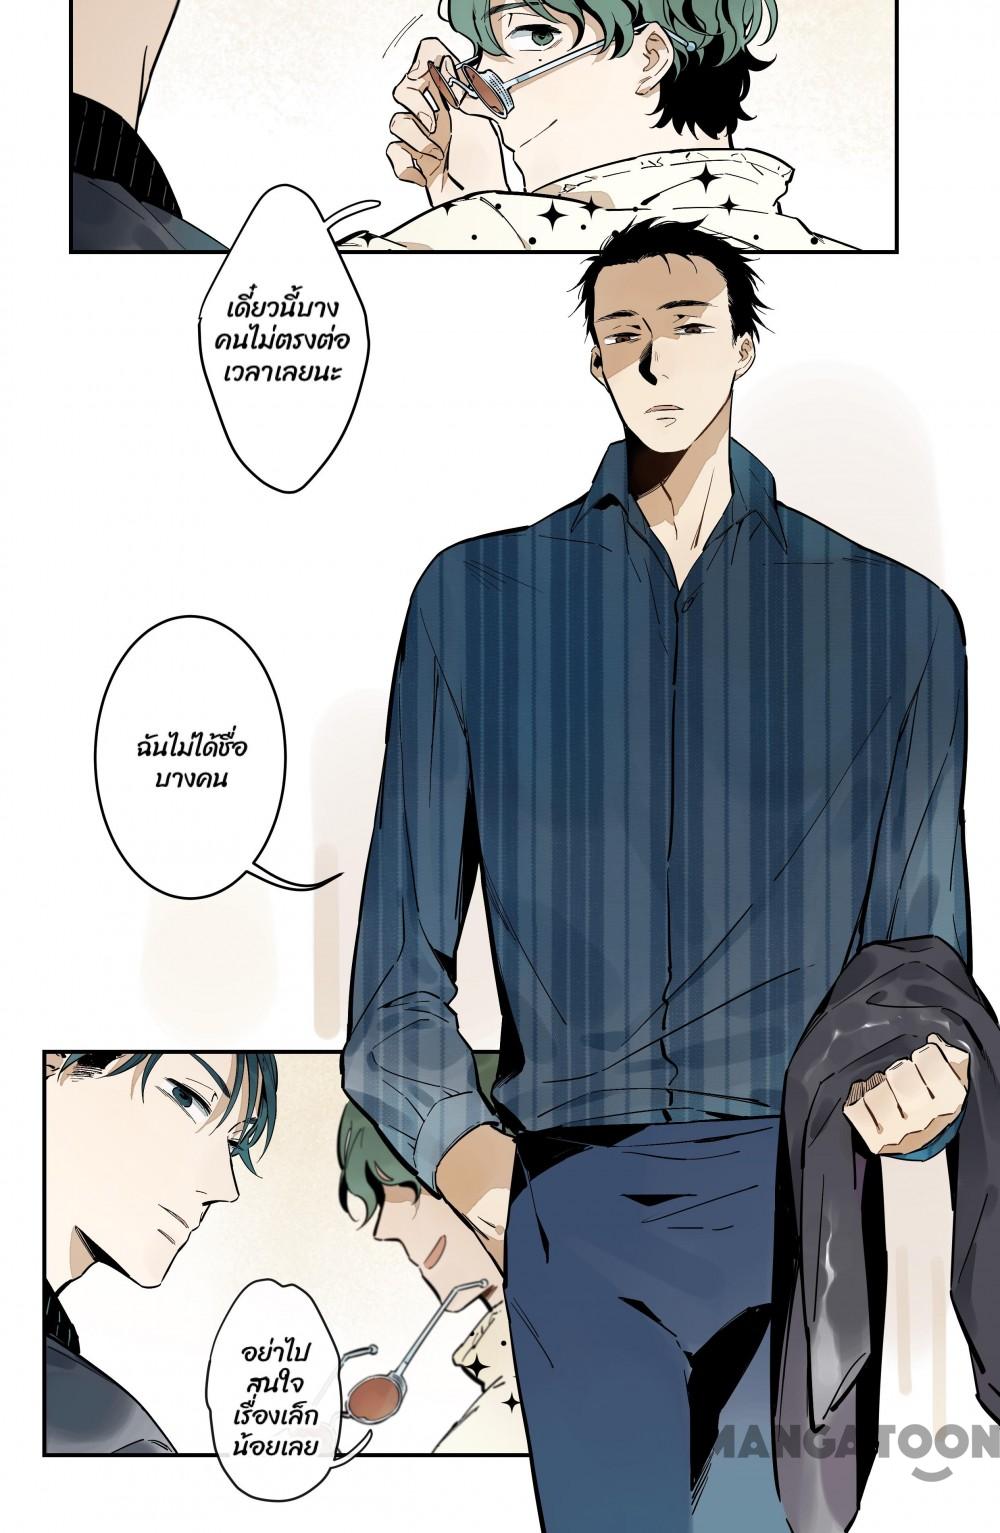 เดี๋ยวนี้บาง
คนไม่ตรงต่อ
เวลาเลยนะ
ฉันไม่ได้ชื่อ
บางคน
อย่าไป
สนใจ
เรื่องเล็ก
น้อยเลย
MANGATOON